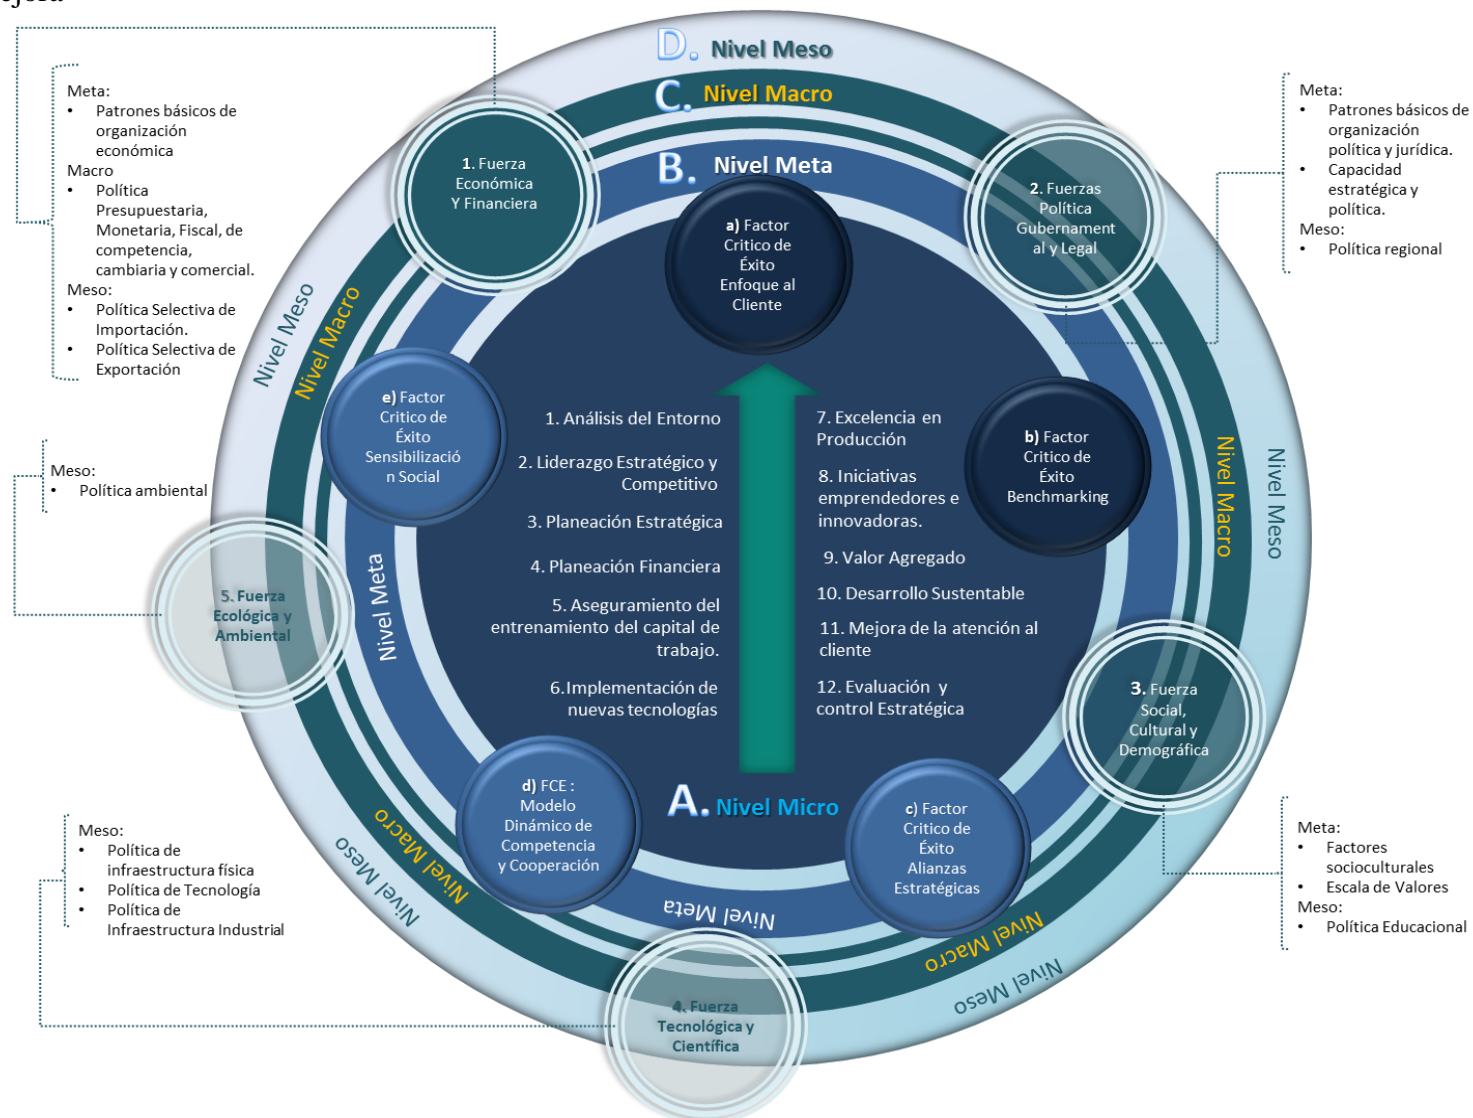 D. Nivel Meso
C. Nivel Macro
B. Nivel Meta
Meta:
• Patrones básicos de
organización
económica
Macro
• Política
Presupuestaria,
Monetaria, Fiscal, de
competencia,
cambiaria y comercial.
Meso:
• Política Selectiva de
Importación.
• Política Selectiva de
Exportación
1. Fuerza
Económica
Y Financiera
a) Factor
Critico de
Éxito
Enfoque al
Cliente
2. Fuerzas
Política
Gubernament
al y Legal
Meta:
• Patrones básicos de
organización
política y jurídica.
• Capacidad
estratégica y
política.
Meso:
• Política regional
Nivel Meso
Nivel Macro
e) Factor
Critico de
Éxito
Sensibilizació
n Social
1. Análisis del Entorno
2. Liderazgo Estratégico y
Competitivo
3. Planeación Estratégica
4. Planeación Financiera
5. Aseguramiento del
entrenamiento del capital de
trabajo.
6.Implementación de
nuevas tecnologías
7. Excelencia en
Producción
8. Iniciativas
emprendedores e
innovadoras.
9. Valor Agregado
10. Desarrollo Sustentable
11. Mejora de la atención al
cliente
12. Evaluación y
control Estratégica
b) Factor
Critico de
Éxito
Benchmarking
Nivel Macro
Nivel Meso
Meso:
• Política ambiental
5. Fuerza
Ecológica y
Ambiental
Nivel Meta
3. Fuerza
Social,
Cultural y
Demográfica
d) FCE :
Modelo
Dinámico de
Competencia
y Cooperación
A. Nivel Micro
c) Factor
Critico de
Éxito
Alianzas
Estratégicas
Meso:
• Política de
infraestructura física
• Política de Tecnología
• Política de
Infraestructura Industrial
Nivel Macro
Nivel Meso
Nivel Meta
Nivel Macro
Nivel Meso
Meta:
• Factores
socioculturales
• Escala de Valores
Meso:
• Política Educacional
4. Fuerza
Tecnológica y
Científica